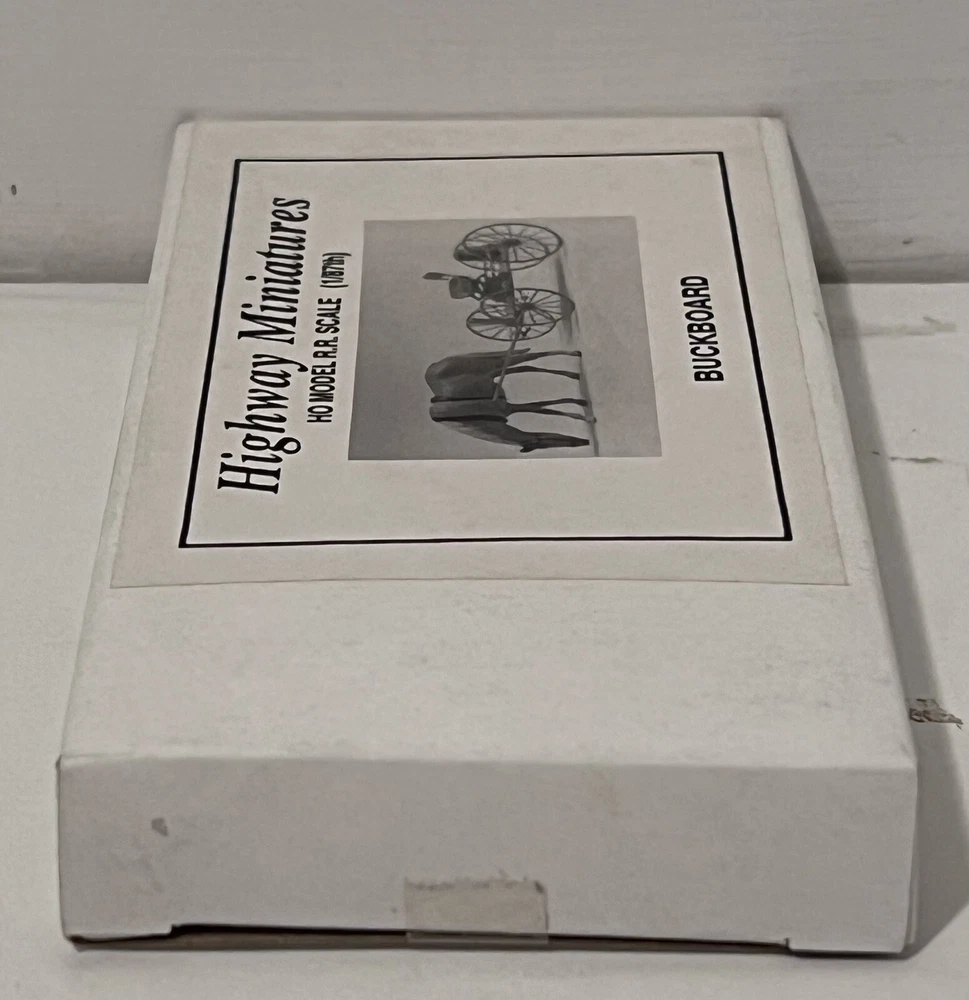 Highway Miniatures
HO MODEL R.R. SCALE (1/87th)
BUCKBOARD